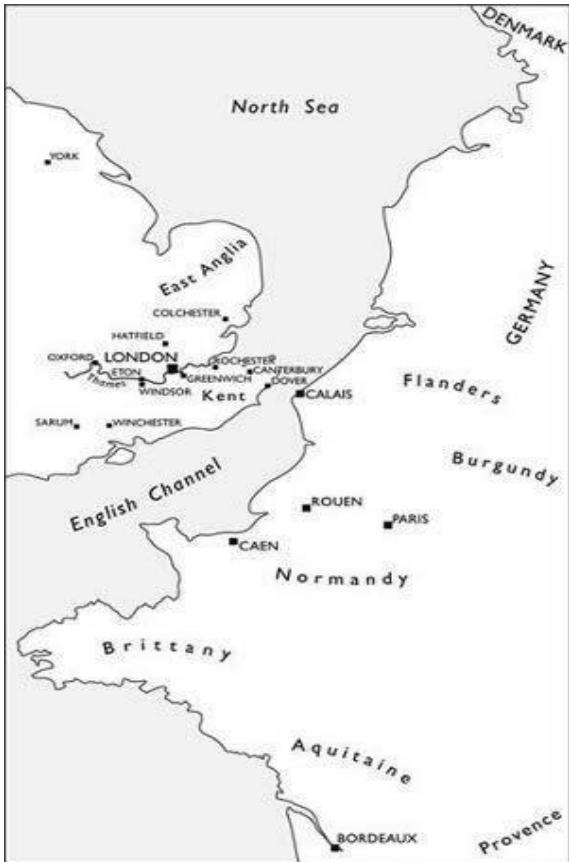 DENMARK
North Sea
YORK
East Anglia
COLCHESTER
GERMANY
HATFIELD
OXFORD
LONDON
ROCHESTER
ETON
CANTERBURY
Thames
GREENWICH
WINDSOR
DOVER
Kent
CALAIS
Flanders
SARUM
WINCHESTER
Burgundy
English Channel
ROUEN
PARIS
CAEN
Normandy
Brittany
Aquitaine
BORDEAUX
Provence